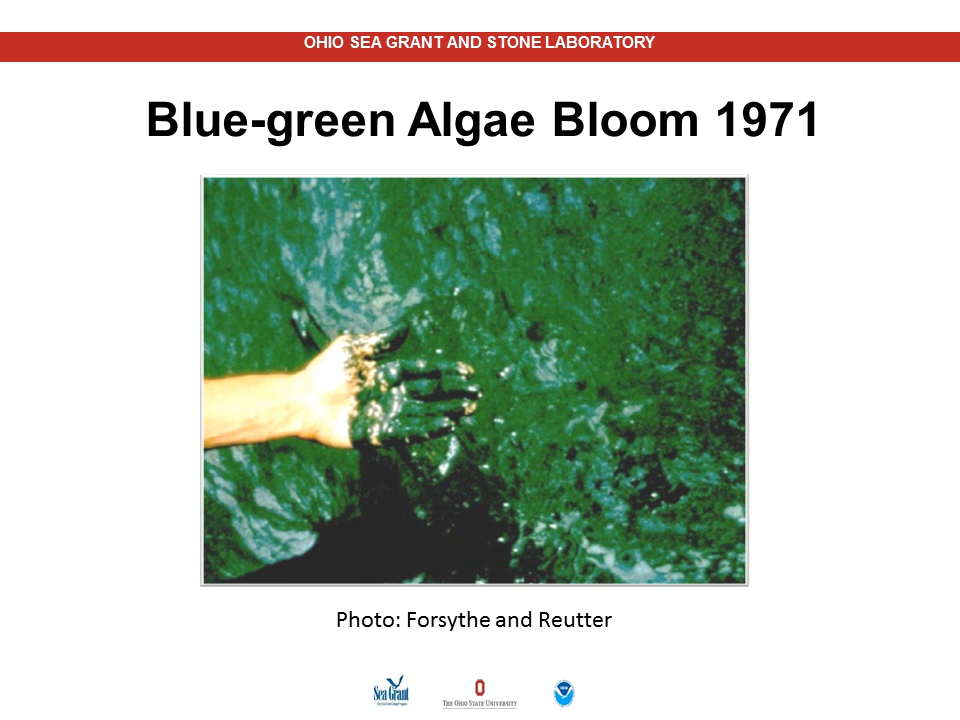 OHIO SEA GRANT AND STONE LABORATORY
Blue-green Algae Bloom 1971
Photo: Forsythe and Reutter
Sea Grant
THE OHIO STATE UNIVERSITY